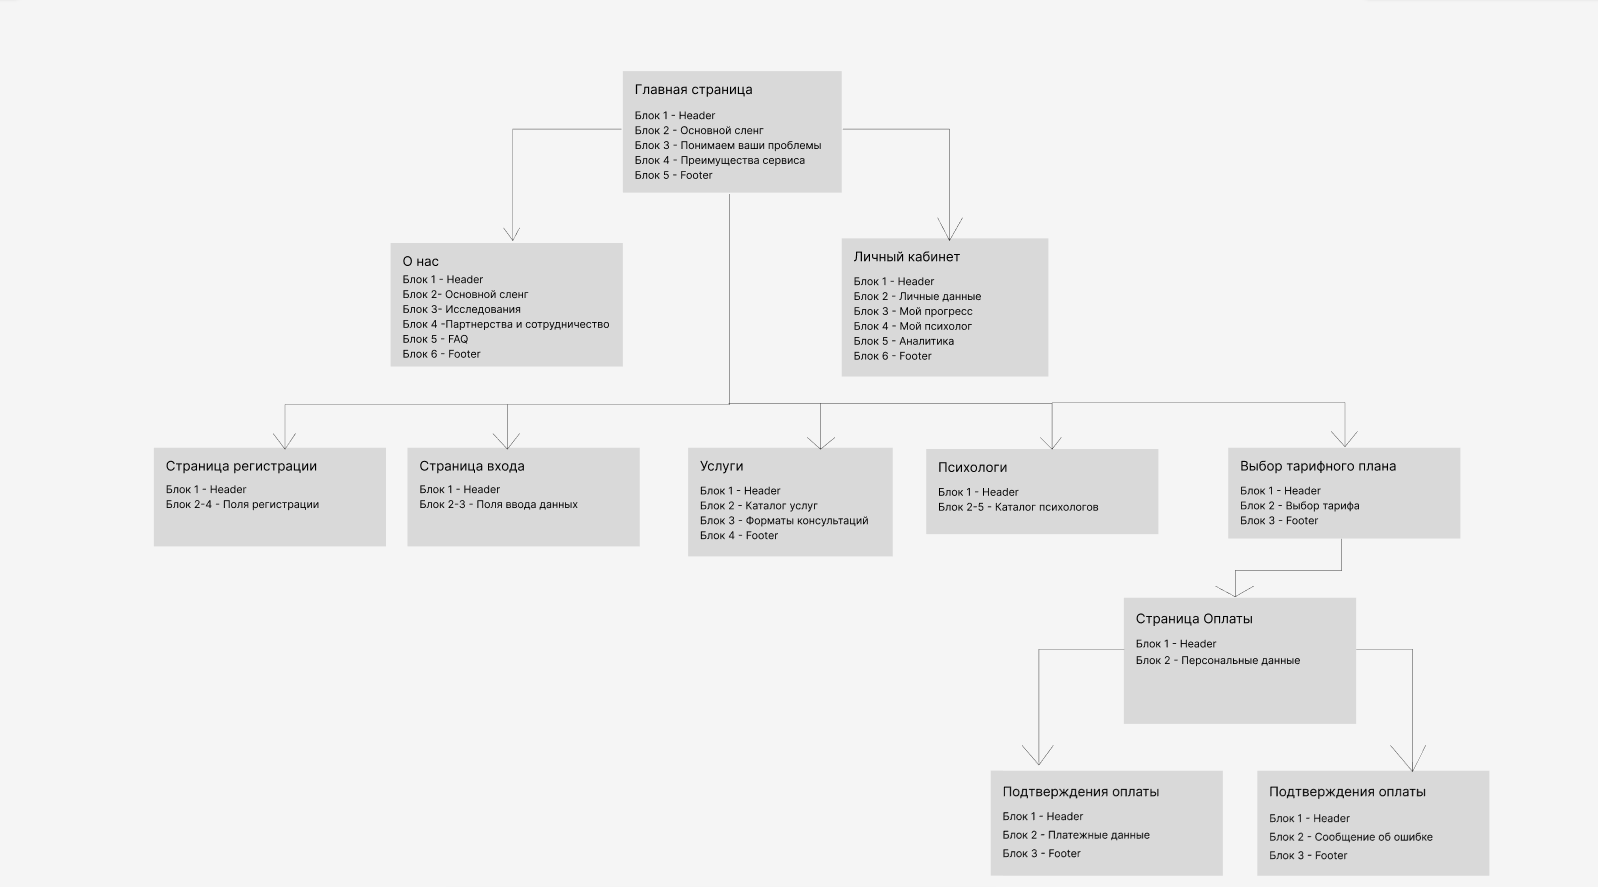 Главная страница
Блок 1 - Header
Блок 2 - Основной сленг
Блок 3 - Понимаем ваши проблемы
Блок 4 - Преимущества сервиса
Блок 5 - Footer
О нас
Блок 1 - Header
Блок 2- Основной сленг
Блок 3- Исследования
Блок 4 -Партнерства и сотрудничество
Блок 5 - FAQ
Блок 6 - Footer
Личный кабинет
Блок 1 - Header
Блок 2 - Личные данные
Блок 3 - Мой прогресс
Блок 4 - Мой психолог
Блок 5 - Аналитика
Блок 6 - Footer
Страница регистрации
Блок 1 - Header
Блок 2-4 - Поля регистрации
Страница входа
Блок 1 - Header
Блок 2-3 - Поля ввода данных
Услуги
Блок 1 - Header
Блок 2 - Каталог услуг
Блок 3 - Форматы консультаций
Блок 4 - Footer
Психологи
Блок 1 - Header
Блок 2-5 - Каталог психологов
Выбор тарифного плана
Блок 1 - Header
Блок 2 - Выбор тарифа
Блок 3 - Footer
Страница Оплаты
Блок 1 - Header
Блок 2 - Персональные данные
Подтверждения оплаты
Блок 1 - Header
Блок 2 - Платежные данные
Блок 3 - Footer
Подтверждения оплаты
Блок 1 - Header
Блок 2 - Сообщение об ошибке
Блок 3 - Footer